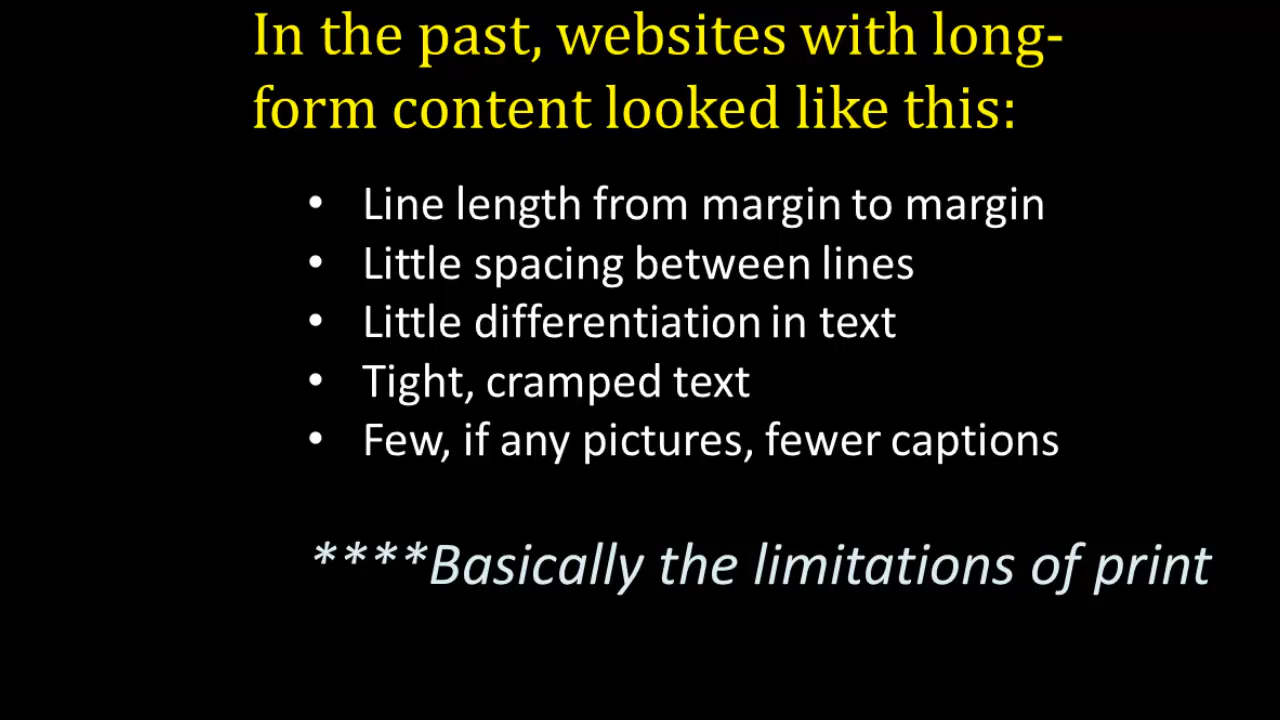 In the past, websites with long-
form content looked like this:
• Line length from margin to margin
• Little spacing between lines
• Little differentiation in text
• Tight, cramped text
• Few, if any pictures, fewer captions
****Basically the limitations of print